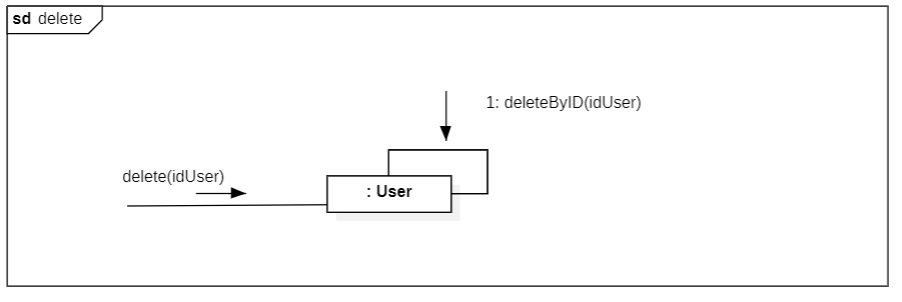 sd delete
1: deleteByID(idUser)
delete(idUser)
: User